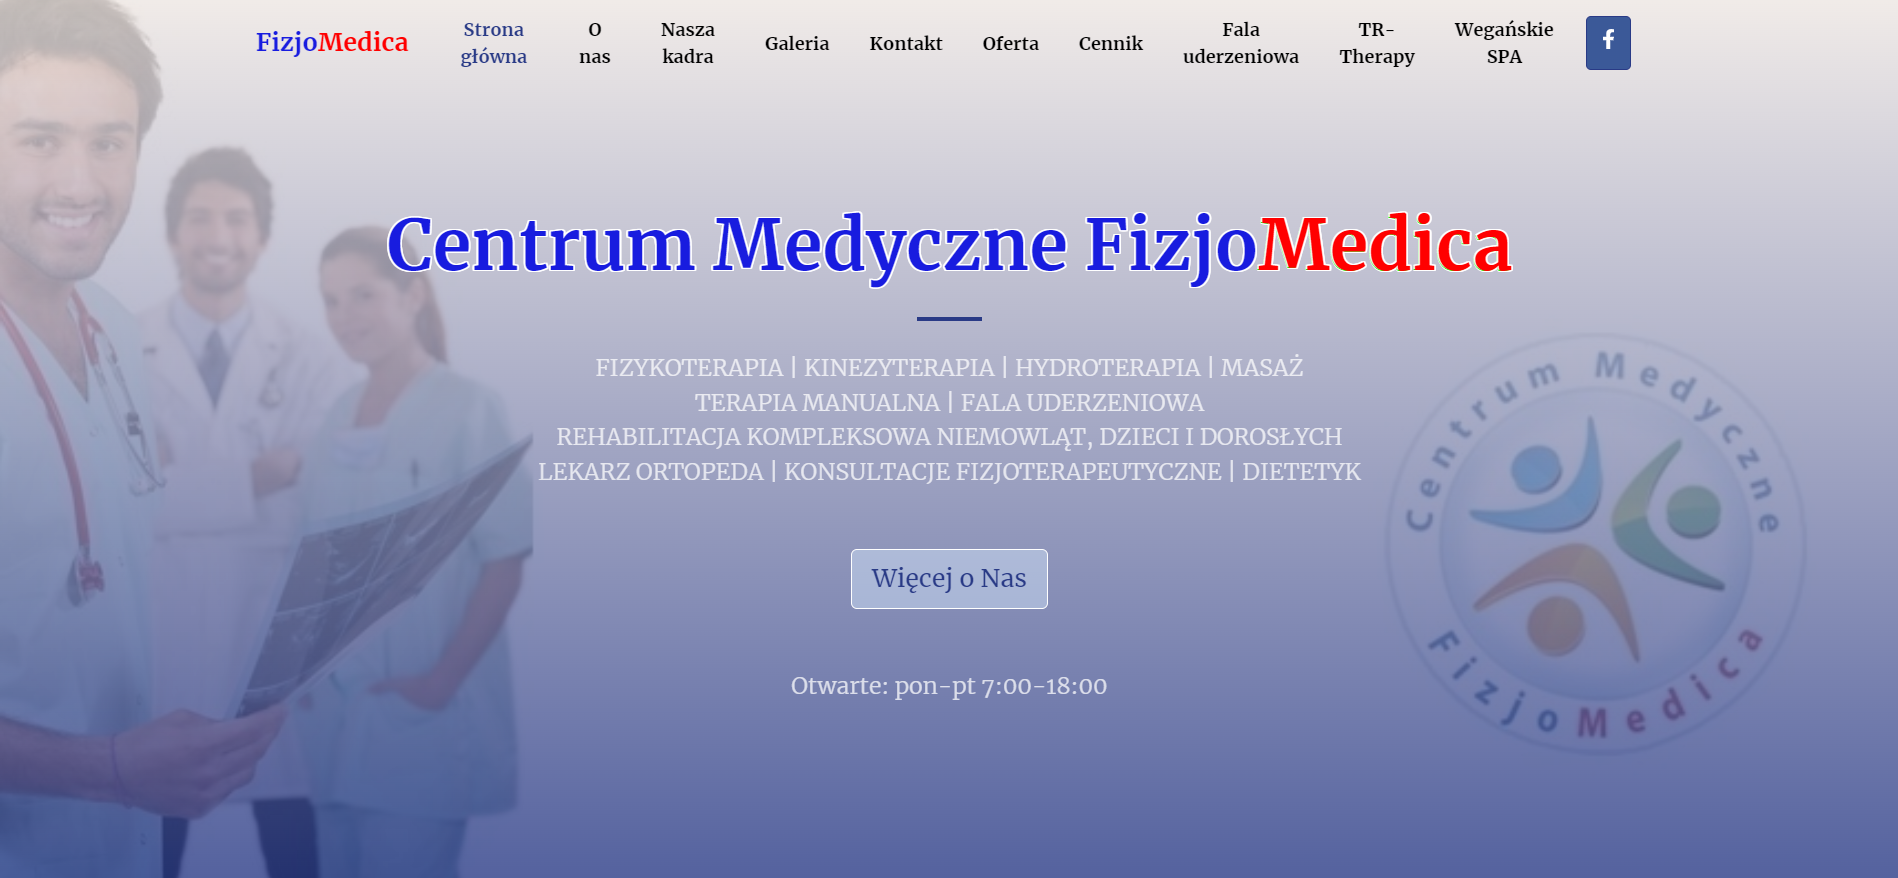 FizjoMedica
Strona
główna
O
nas
Nasza
kadra
Galeria
Kontakt
Oferta
Cennik
Fala
uderzeniowa
TR-
Therapy
Wegańskie
SPA
Centrum Medyczne FizjoMedica
FIZYKOTERAPIA | KINEZYTERAPIA | HYDROTERAPIA | MASAŻ
TERAPIA MANUALNA | FALA UDERZENIOWA
REHABILITACJA KOMPLEKSOWA NIEMOWLĄT, DZIECI I DOROSŁYCH
LEKARZ ORTOPEDA | KONSULTACJE FIZJOTERAPEUTYCZNE | DIETETYK
Więcej o Nas
Otwarte: pon-pt 7:00-18:00
Centrum Medyczne
FizjoMedica